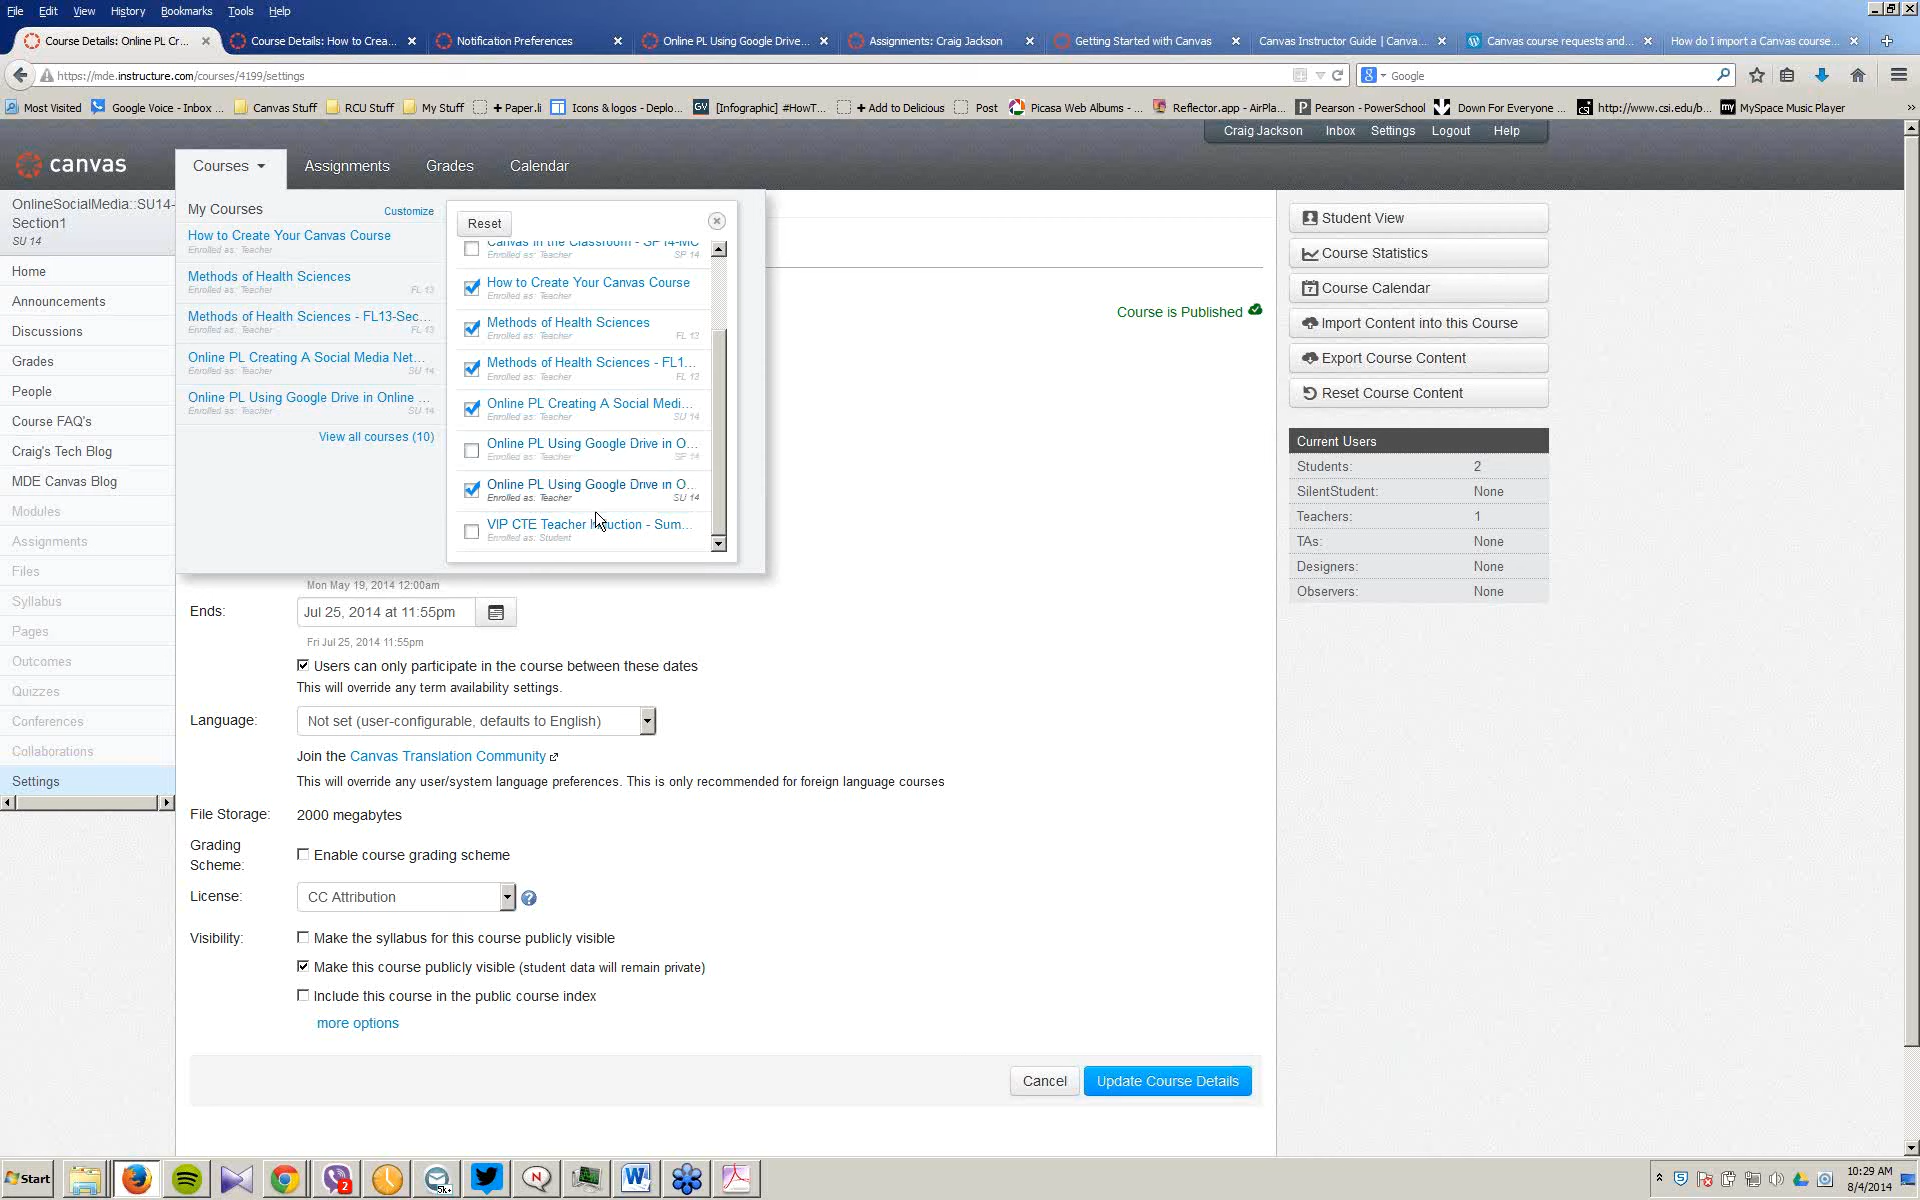 File Edit View History Bookmarks Tools Help
Course Details: Online PL Cr... Course Details: How to Crea... Notification Preferences Online PL Using Google Drive... Assignments: Craig Jackson Getting Started with Canvas Canvas Instructor Guide | Canva... Canvas course requests and... How do I import a Canvas course...
https://mde.instructure.com/courses/4199/settings Google
Most Visited Google Voice - Inbox ... Canvas Stuff RCU Stuff My Stuff + Paper.li Icons & logos - Deplo... [Infographic] #HowT... + Add to Delicious Post Picasa Web Albums - ... Reflector.app - AirPla... Pearson - PowerSchool Down For Everyone ... http://www.csi.edu/b... MySpace Music Player
Craig Jackson Inbox Settings Logout Help
canvas Courses Assignments Grades Calendar
OnlineSocialMedia::SU14-
Section1
SU 14
Home
Announcements
Discussions
Grades
People
Course FAQ's
Craig's Tech Blog
MDE Canvas Blog
Modules
Assignments
Files
Syllabus
Pages
Outcomes
Quizzes
Conferences
Collaborations
Settings
My Courses Customize
How to Create Your Canvas Course
Enrolled as: Teacher
Methods of Health Sciences
Enrolled as: Teacher FL 13
Methods of Health Sciences - FL13-Sec...
Enrolled as: Teacher FL 13
Online PL Creating A Social Media Net...
Enrolled as: Teacher SU 14
Online PL Using Google Drive in Online ...
Enrolled as: Teacher SU 14
View all courses (10)
Reset
Canvas in the Classroom - SP14-MC
Enrolled as: Teacher SP 14
How to Create Your Canvas Course
Enrolled as: Teacher
Methods of Health Sciences
Enrolled as: Teacher FL 13
Methods of Health Sciences - FL1...
Enrolled as: Teacher FL 13
Online PL Creating A Social Medi...
Enrolled as: Teacher SU 14
Online PL Using Google Drive in O...
Enrolled as: Teacher SP 14
Online PL Using Google Drive in O...
Enrolled as: Teacher SU 14
VIP CTE Teacher - Sum...
Enrolled as: Student
Course is Published
Mon May 19, 2014 12:00am
Ends: Jul 25, 2014 at 11:55pm
Fri Jul 25, 2014 11:55pm
Users can only participate in the course between these dates
This will override any term availability settings.
Language: Not set (user-configurable, defaults to English)
Join the Canvas Translation Community
This will override any user/system language preferences. This is only recommended for foreign language courses
File Storage: 2000 megabytes
Grading
Scheme: Enable course grading scheme
License: CC Attribution
Visibility: Make the syllabus for this course publicly visible
Make this course publicly visible (student data will remain private)
Include this course in the public course index
more options
Cancel Update Course Details
Student View
Course Statistics
Course Calendar
Import Content into this Course
Export Course Content
Reset Course Content
Current Users
Students: 2
SilentStudent: None
Teachers: 1
TAs: None
Designers: None
Observers: None
Start 2 5k+ 10:29 AM
8/4/2014